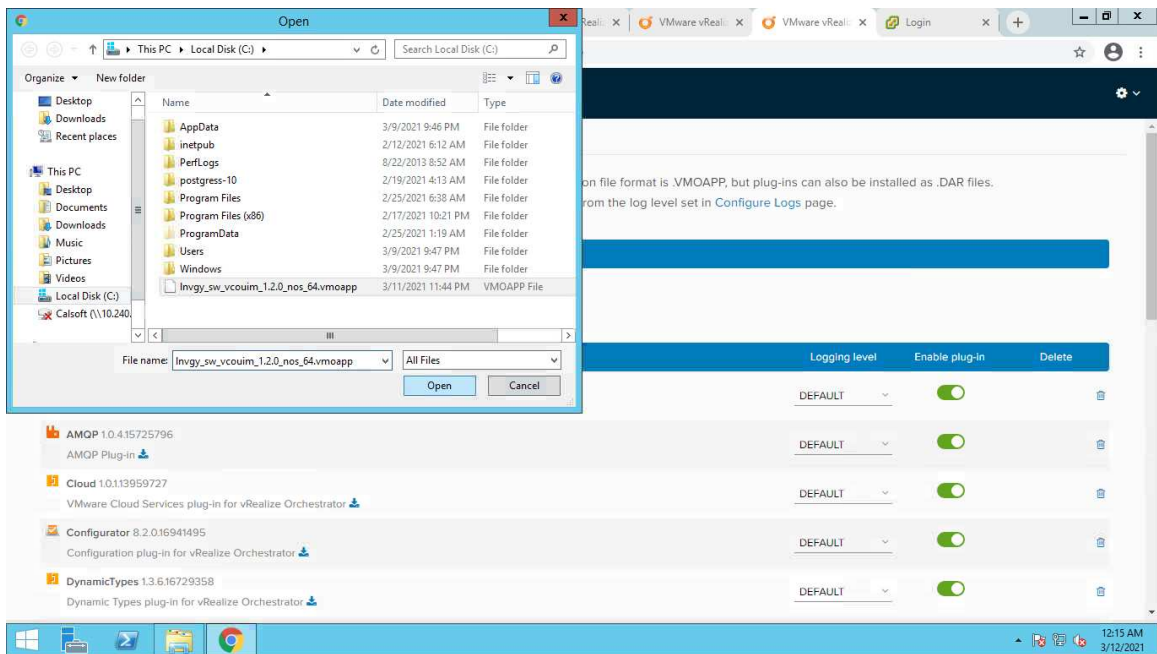 Open
Realiz
VMware vReali
VMware vReali
Login
This PC
Local Disk (C:)
Search Local Disk (C:)
Organize
New folder
Name
Date modified
Type
Desktop
Downloads
Recent places
This PC
Desktop
Documents
Downloads
Music
Pictures
Videos
Local Disk (C:)
Calsoft (\\10.240.
AppData 3/9/2021 9:46 PM File folder
inetpub 2/12/2021 6:12 AM File folder
PerfLogs 8/22/2013 8:52 AM File folder
postgress-10 2/19/2021 4:13 AM File folder
Program Files 2/25/2021 6:38 AM File folder
Program Files (x86) 2/17/2021 10:21 PM File folder
ProgramData 2/25/2021 1:19 AM File folder
Users 3/9/2021 9:47 PM File folder
Windows 3/9/2021 9:47 PM File folder
lnvgy_sw_vcouim_1.2.0_nos_64.vmoapp 3/11/2021 11:44 PM VMOAPP File
File name: lnvgy_sw_vcouim_1.2.0_nos_64.vmoapp
All Files
Open
Cancel
on file format is .VMOAPP, but plug-ins can also be installed as .DAR files.
rom the log level set in Configure Logs page.
Logging level Enable plug-in Delete
DEFAULT
AMQP 1.0.4.15725796
AMQP Plug-in
DEFAULT
Cloud 1.0.1.13959727
VMware Cloud Services plug-in for vRealize Orchestrator
DEFAULT
Configurator 8.2.0.16941495
Configuration plug-in for vRealize Orchestrator
DEFAULT
DynamicTypes 1.3.6.16729358
Dynamic Types plug-in for vRealize Orchestrator
DEFAULT
12:15 AM
3/12/2021